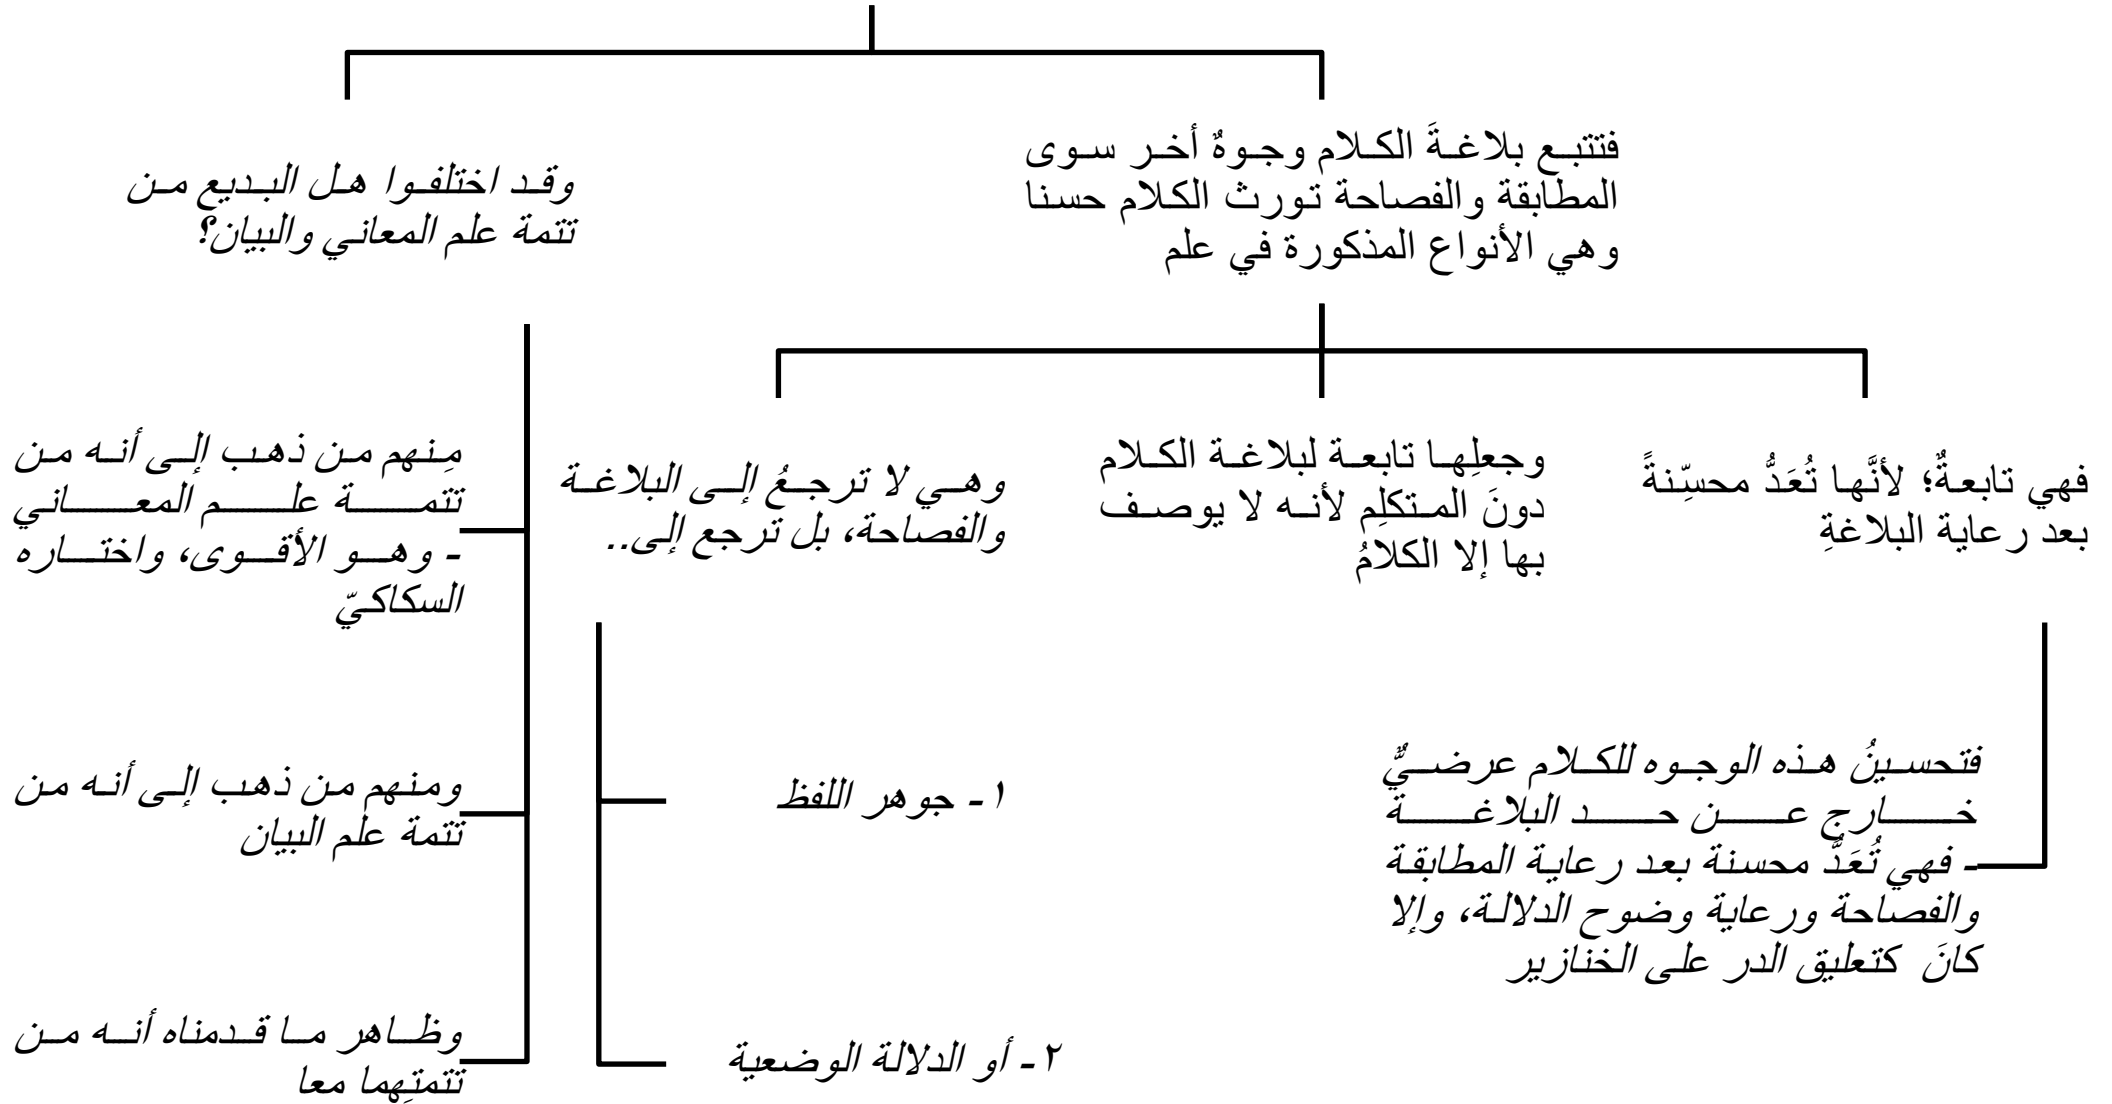 فتتبع بلاغةَ الكلام وجوهٌ أخر سوى
المطابقة والفصاحة تورث الكلام حسنا
وهي الأنواع المذكورة في علم
وقد اختلفوا هل البديع من
تتمة علم المعاني والبيان؟
فهي تابعةٌ؛ لأنَّها تُعَدُّ محسِّنةً
بعد رعاية البلاغةِ
فتحسينُ هذه الوجوه للكلام عرضيٌّ
خارج عن حد البلاغة
- فهي تُعَدُّ محسنة بعد رعاية المطابقة
والفصاحة ورعاية وضوح الدلالة، وإلا
كانَ كتعليق الدر على الخنازير
وجعلِها تابعة لبلاغة الكلام
دونَ المتكلِم لأنه لا يوصف
بها إلا الكلامُ
وهي لا ترجعُ إلى البلاغة
والفصاحة، بل ترجع إلى..
١- جوهر اللفظ
٢- أو الدلالة الوضعية
مِنهم من ذهب إلى أنه من
تتمة علم المعاني
- وهو الأقوى، واختاره
السكاكيّ
ومنهم من ذهب إلى أنه من
تتمة علم البيان
وظاهر ما قدمناه أنه من
تتمتِهما معا